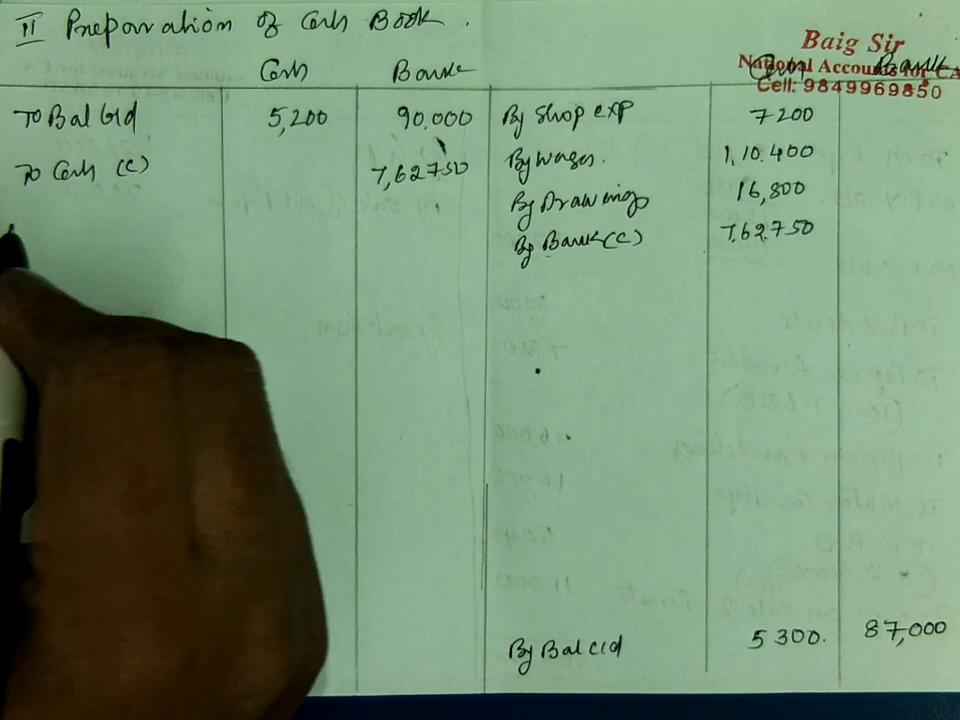 II Preparation of Cash Book.
Baig Sir
National Accounts for CA
Cell: 9849969850
Cash Bank Cash Bank
To Bal b/d 5,200 90,000 By Shop exp 7200
To Cash (C) 7,62750 By Wages. 1,10,400
By Drawings 16,800
By Bank (C) 7,62,750
By Bal c/d 5300. 87,000